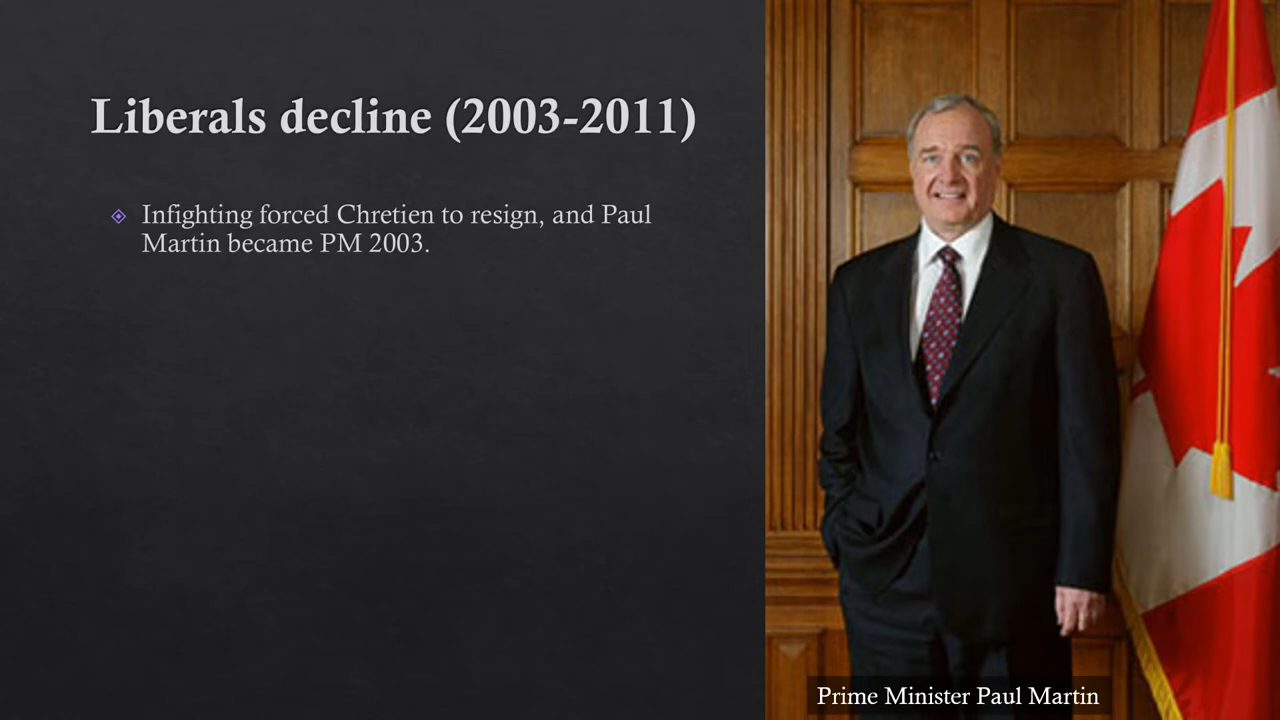 Liberals decline (2003-2011)
Infighting forced Chretien to resign, and Paul
Martin became PM 2003.
Prime Minister Paul Martin